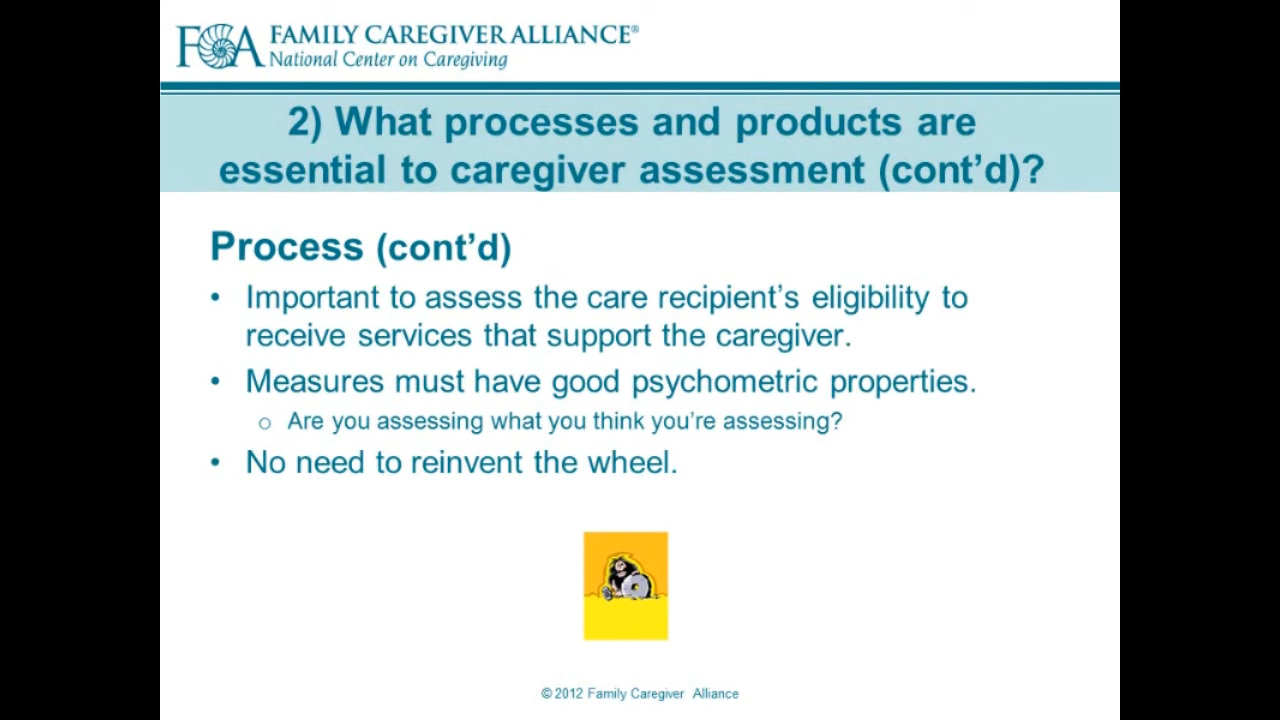 FCA FAMILY CAREGIVER ALLIANCE®
National Center on Caregiving
2) What processes and products are
essential to caregiver assessment (cont’d)?
Process (cont’d)
• Important to assess the care recipient’s eligibility to
receive services that support the caregiver.
• Measures must have good psychometric properties.
o Are you assessing what you think you’re assessing?
• No need to reinvent the wheel.
© 2012 Family Caregiver Alliance